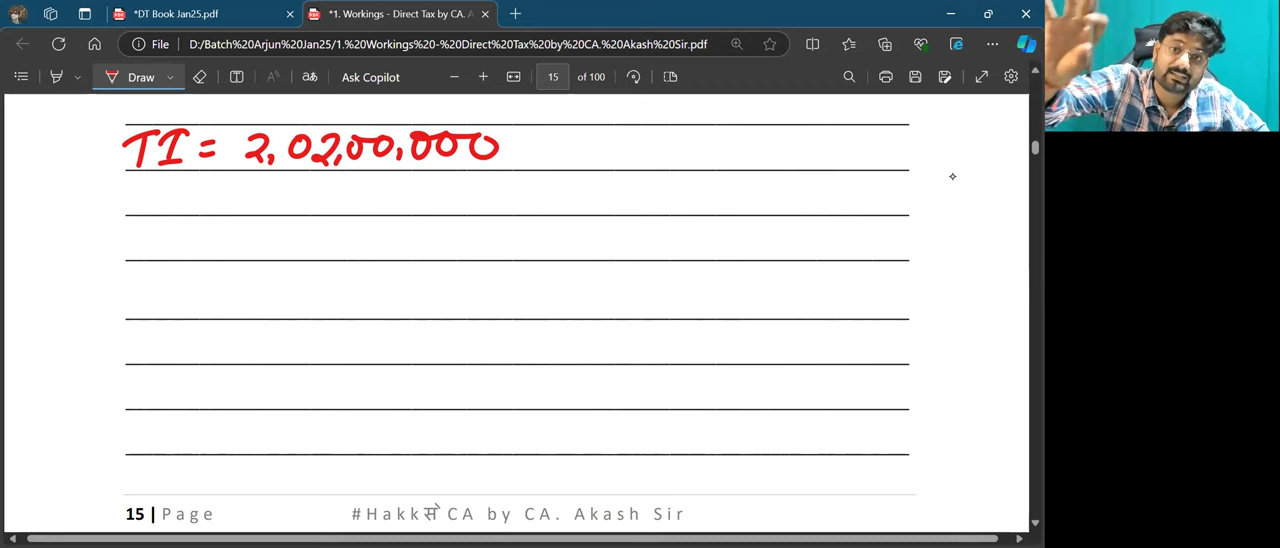 *DT Book Jan25.pdf
*1. Workings - Direct Tax by CA. A
File
D:/Batch%20Arjun%20Jan25/1.%20Workings%20-%20Direct%20Tax%20by%20CA.%20Akash%20Sir.pdf
Draw
aあ
Ask Copilot
15 of 100
TI = 2,02,00,000
15 | Page
#Hakkसे CA by CA. Akash Sir